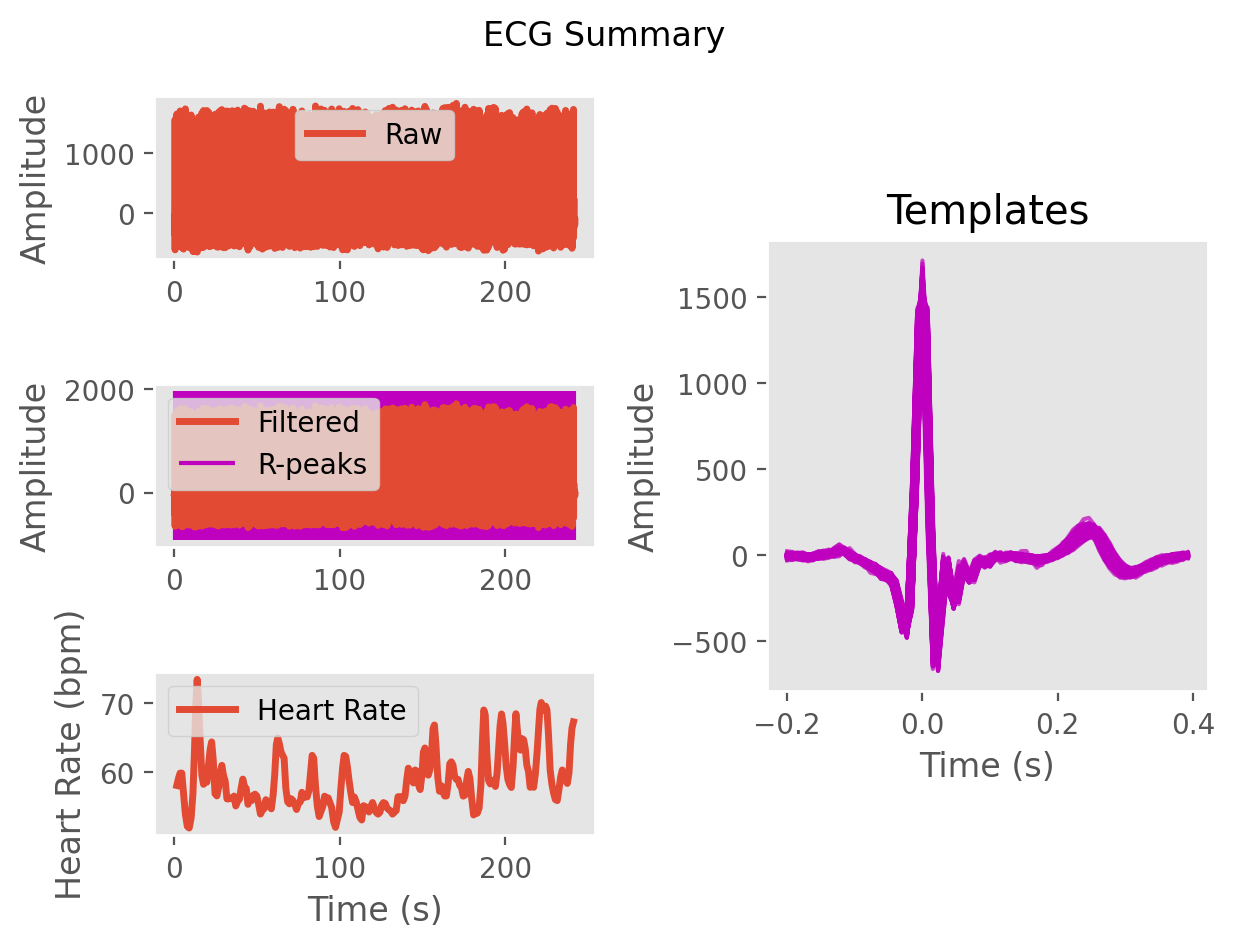 ECG Summary
Amplitude
1000
0
Raw
0
100
200
Amplitude
2000
0
Filtered
R-peaks
0
100
200
Heart Rate (bpm)
70
60
Heart Rate
0
100
200
Time (s)
Templates
Amplitude
1500
1000
500
0
−500
−0.2
0.0
0.2
0.4
Time (s)